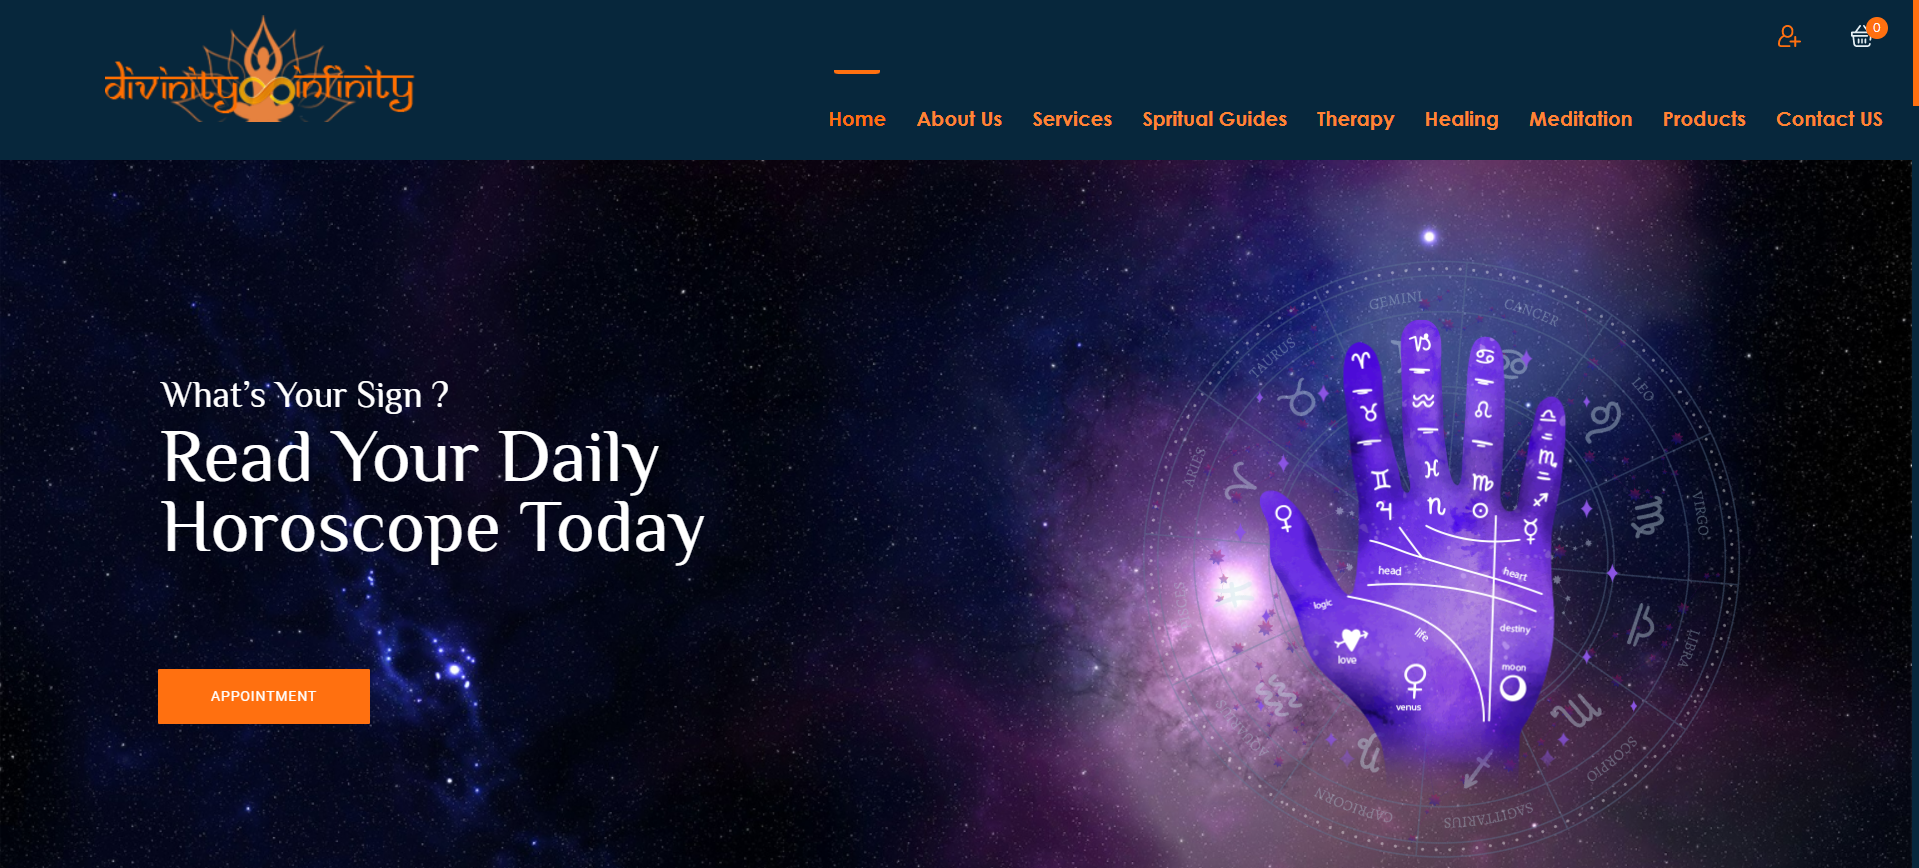 divinity infinity
0
Home About Us Services Spritual Guides Therapy Healing Meditation Products Contact US
What's Your Sign ?
Read Your Daily
Horoscope Today
APPOINTMENT
GEMINI
CANCER
TAURUS
LEO
ARIES
VIRGO
LIBRA
SCORPIO
SAGITTARIUS
CAPRICORN
head
heart
logic
life
destiny
love
moon
venus